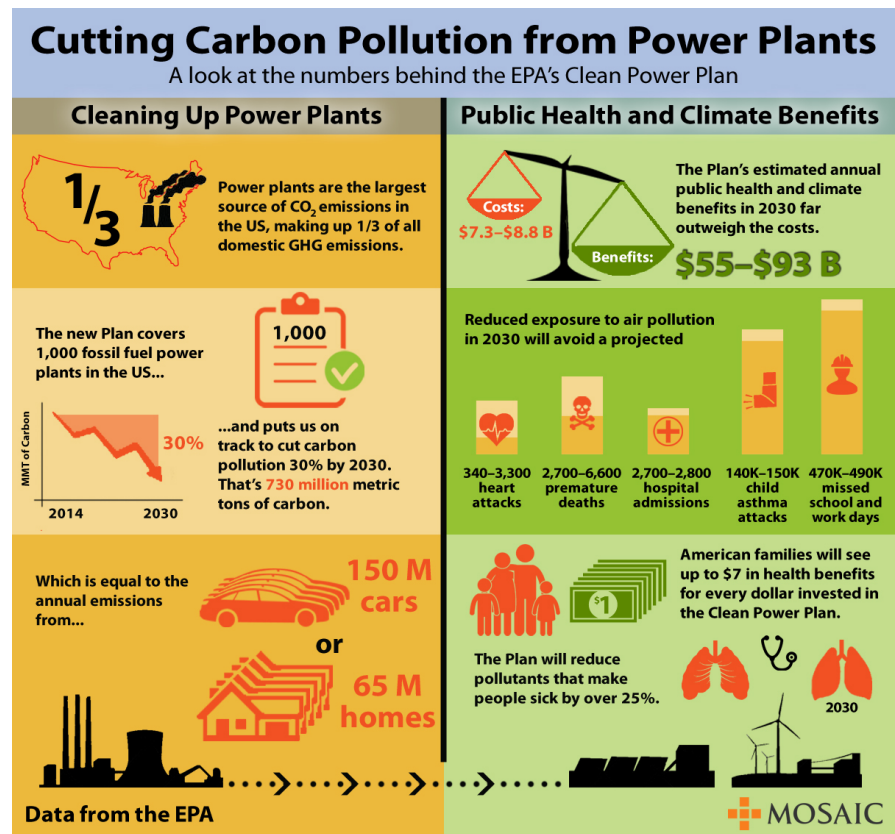 Cutting Carbon Pollution from Power Plants
A look at the numbers behind the EPA's Clean Power Plan
Cleaning Up Power Plants
1/3
Power plants are the largest
source of CO2 emissions in
the US, making up 1/3 of all
domestic GHG emissions.
The new Plan covers
1,000 fossil fuel power
plants in the US...
1,000
MMT of Carbon
30%
2014
2030
...and puts us on
track to cut carbon
pollution 30% by 2030.
That's 730 million metric
tons of carbon.
Which is equal to the
annual emissions
from...
150 M
cars
or
65 M
homes
Data from the EPA
Public Health and Climate Benefits
Costs:
$7.3–$8.8 B
Benefits:
The Plan's estimated annual
public health and climate
benefits in 2030 far
outweigh the costs.
$55–$93 B
Reduced exposure to air pollution
in 2030 will avoid a projected
340–3,300
heart
attacks
2,700–6,600
premature
deaths
2,700–2,800
hospital
admissions
140K–150K
child
asthma
attacks
470K–490K
missed
school and
work days
$1
American families will see
up to $7 in health benefits
for every dollar invested in
the Clean Power Plan.
The Plan will reduce
pollutants that make
people sick by over 25%.
2030
MOSAIC